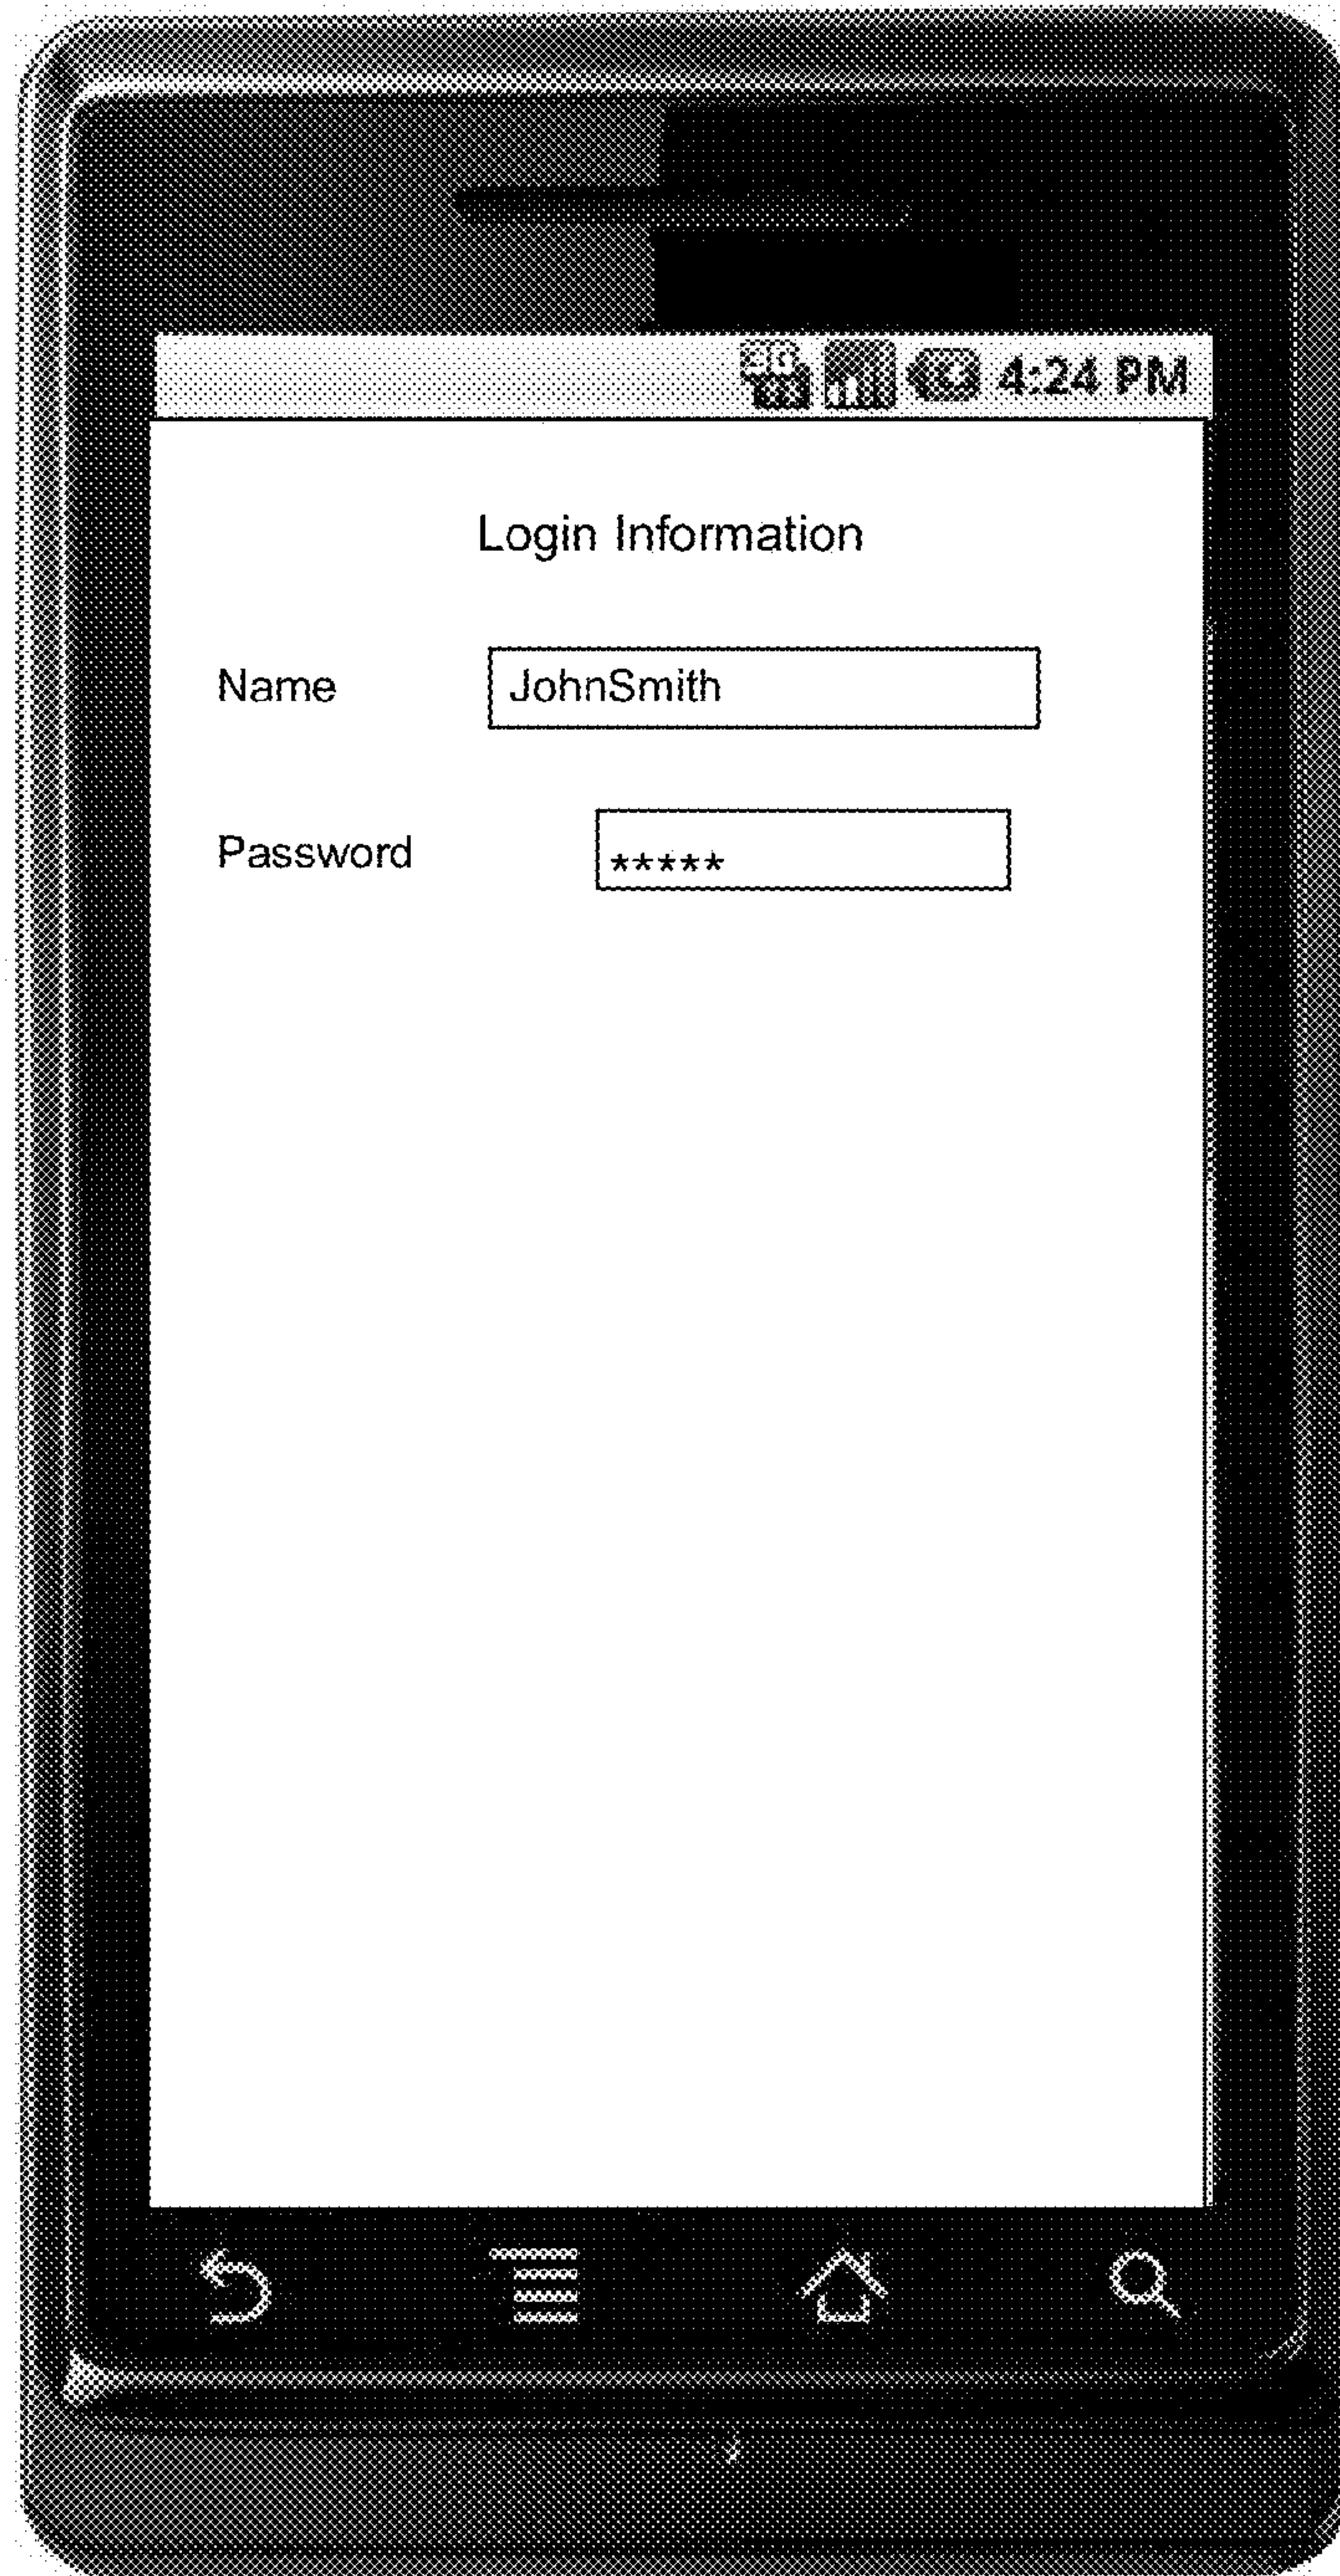 4:24 PM
Login Information
Name JohnSmith
Password *****